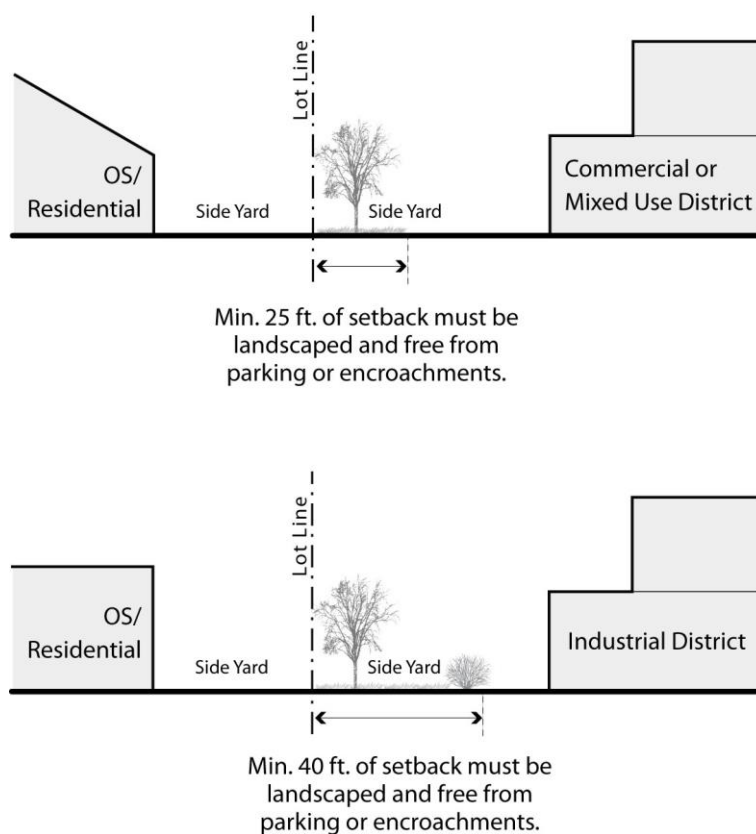 Lot Line
OS/
Residential
Side Yard
Side Yard
Commercial or
Mixed Use District
Min. 25 ft. of setback must be
landscaped and free from
parking or encroachments.
Lot Line
OS/
Residential
Side Yard
Side Yard
Industrial District
Min. 40 ft. of setback must be
landscaped and free from
parking or encroachments.